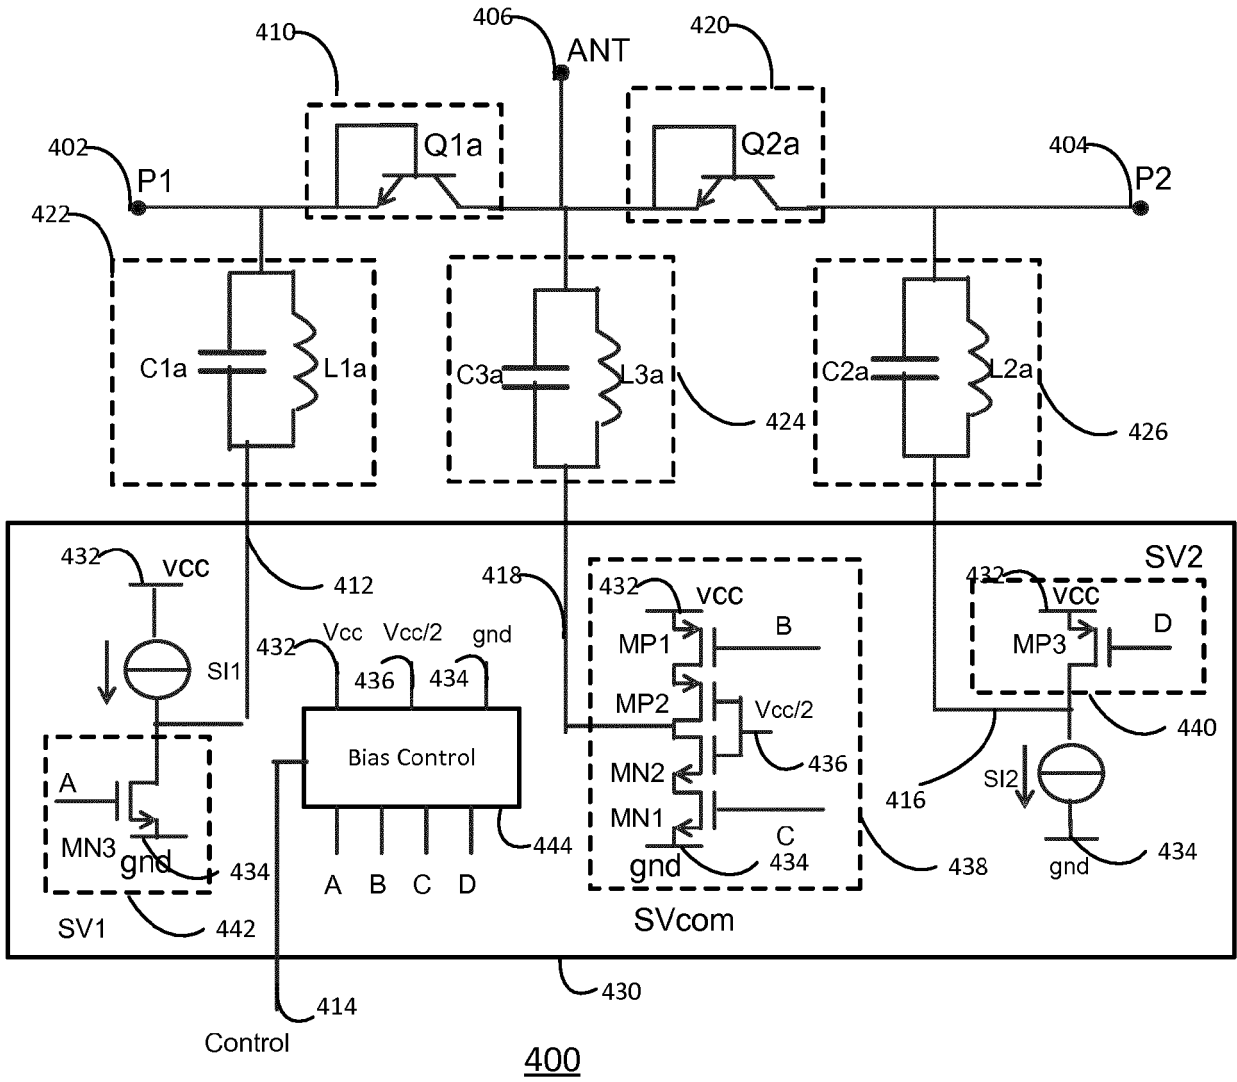 406
ANT
410
420
402
P1
Q1a
Q2a
404
P2
422
C1a
L1a
C3a
L3a
424
C2a
L2a
426
432
vcc
412
418
432
vcc
SV2
432
vcc
SI1
Vcc
Vcc/2
gnd
432
436
434
MP1
B
MP2
Vcc/2
436
MP3
D
440
Bias Control
MN2
MN1
C
SI2
416
A
MN3
gnd
434
444
A
B
C
D
gnd
434
438
gnd
434
SV1
442
SVcom
414
430
Control
400